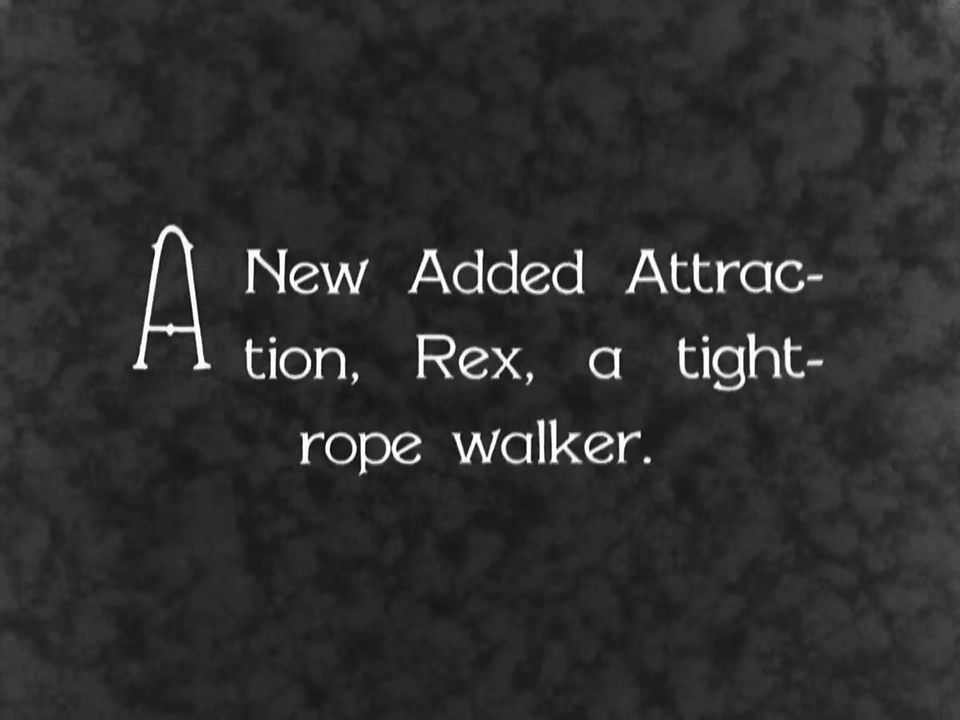 A New Added Attrac-
tion, Rex, a tight-
rope walker.